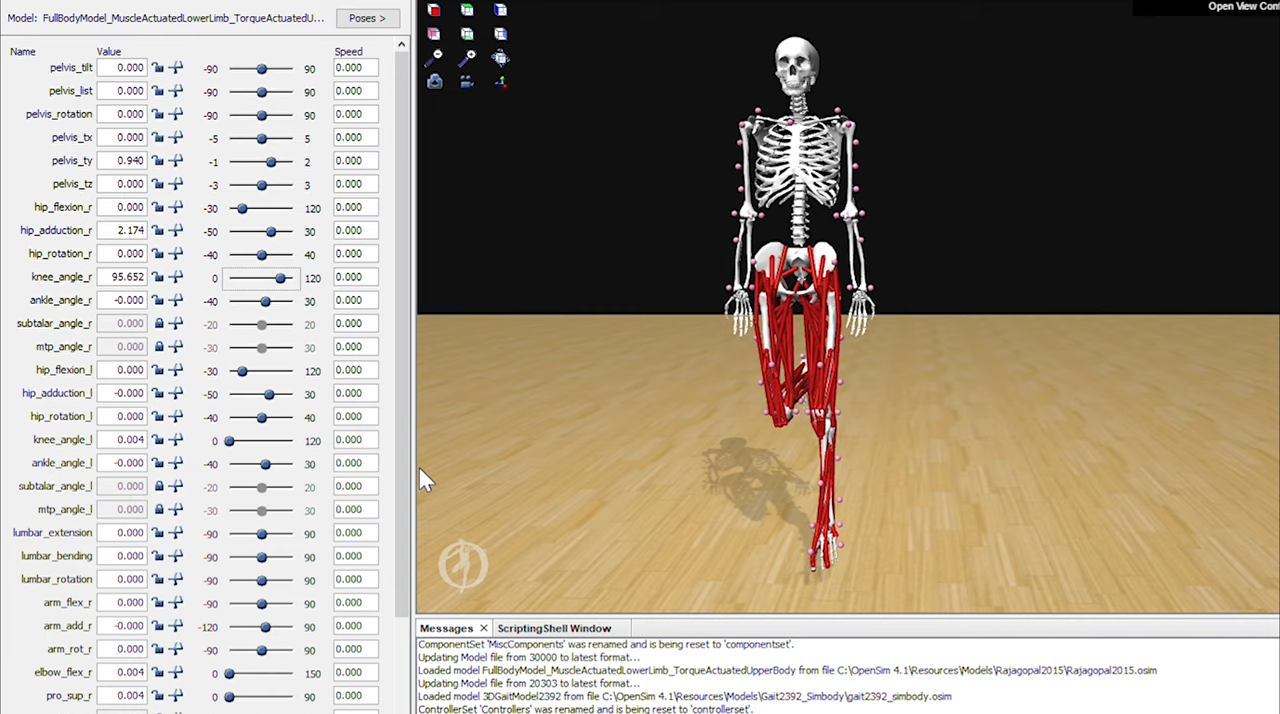 Model: FullBodyModel_MuscleActuatedLowerLimb_TorqueActuatedU... Poses >
Open View Conf
Name Value Speed
pelvis_tilt 0.000 -90 90 0.000
pelvis_list 0.000 -90 90 0.000
pelvis_rotation 0.000 -90 90 0.000
pelvis_tx 0.000 -5 5 0.000
pelvis_ty 0.940 -1 2 0.000
pelvis_tz 0.000 -3 3 0.000
hip_flexion_r 0.000 -30 120 0.000
hip_adduction_r 2.174 -50 30 0.000
hip_rotation_r 0.000 -40 40 0.000
knee_angle_r 95.652 0 120 0.000
ankle_angle_r -0.000 -40 30 0.000
subtalar_angle_r 0.000 -20 20 0.000
mtp_angle_r 0.000 -30 30 0.000
hip_flexion_l 0.000 -30 120 0.000
hip_adduction_l -0.000 -50 30 0.000
hip_rotation_l 0.000 -40 40 0.000
knee_angle_l 0.004 0 120 0.000
ankle_angle_l -0.000 -40 30 0.000
subtalar_angle_l 0.000 -20 20 0.000
mtp_angle_l 0.000 -30 30 0.000
lumbar_extension 0.000 -90 90 0.000
lumbar_bending 0.000 -90 90 0.000
lumbar_rotation 0.000 -90 90 0.000
arm_flex_r 0.000 -90 90 0.000
arm_add_r -0.000 -120 90 0.000
arm_rot_r 0.000 -90 90 0.000
elbow_flex_r 0.004 0 150 0.000
pro_sup_r 0.004 0 90 0.000
Messages ScriptingShell Window
ComponentSet 'MiscComponents' was renamed and is being reset to 'componentset'.
Updating Model file from 30000 to latest format...
Loaded model FullBodyModel_MuscleActuatedLowerLimb_TorqueActuatedUpperBody from file C:\OpenSim 4.1\Resources\Models\Rajagopal2015\Rajagopal2015.osim
Updating Model file from 20303 to latest format...
Loaded model 3DGaitModel2392 from file C:\OpenSim 4.1\Resources\Models\Gait2392_Simbody\gait2392_simbody.osim
ControllerSet 'Controllers' was renamed and is being reset to 'controllerset'.